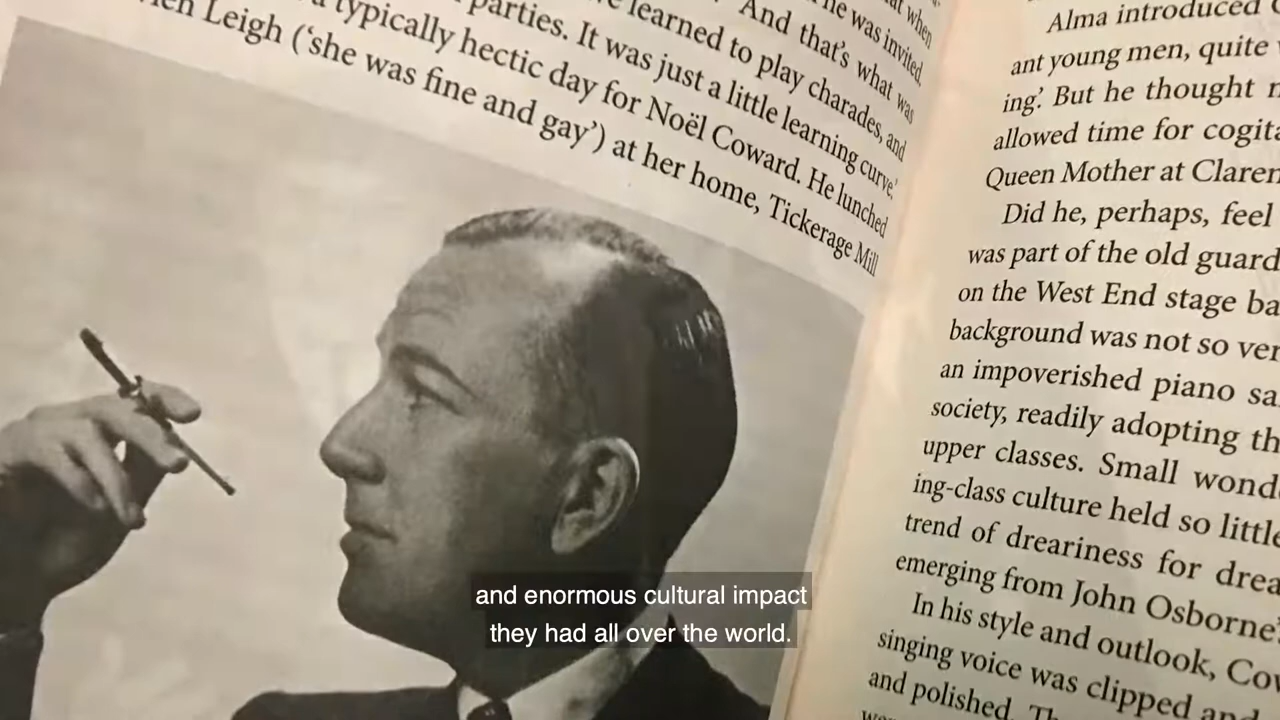 at when
he was invited.
And that's what was
learned to play charades, and
parties. It was just a little learning curve.'
typically hectic day for Noël Coward. He lunched
Leigh ('she was fine and gay') at her home, Tickerage Mill
Alma introduced
ant young men, quite
ing'. But he thought
allowed time for cogita
Queen Mother at Claren
Did he, perhaps, feel
was part of the old guard
on the West End stage ba
background was not so ver
an impoverished piano sa
society, readily adopting th
upper classes. Small wond
ing-class culture held so little
trend of dreariness for drea
emerging from John Osborne'
In his style and outlook, Cow
singing voice was clipped and
and polished. Th
and enormous cultural impact
they had all over the world.